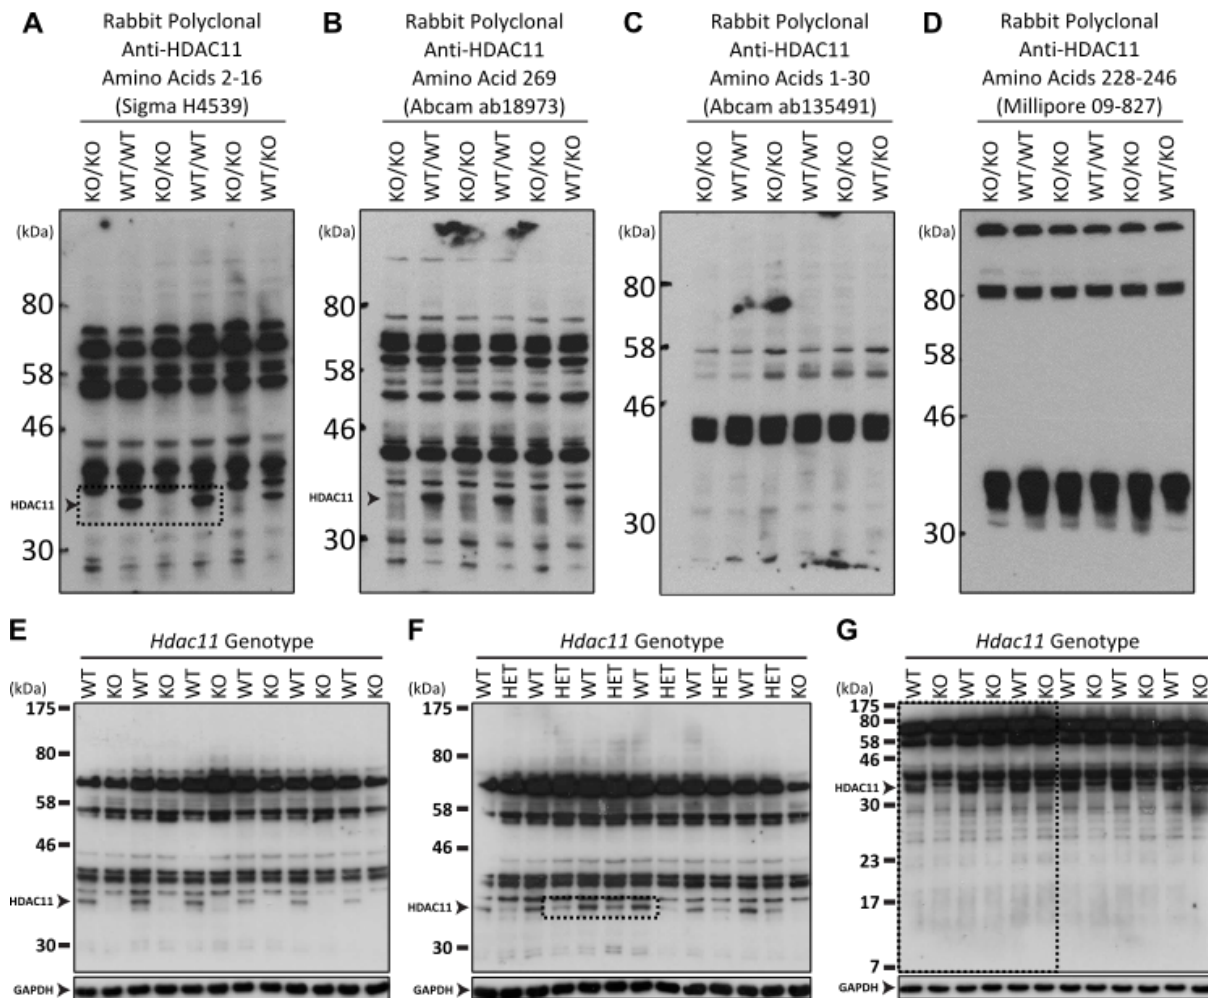 A
Rabbit Polyclonal
Anti-HDAC11
Amino Acids 2-16
(Sigma H4539)
KO/KO
WT/WT
KO/KO
WT/WT
KO/KO
WT/KO
(kDa)
80
58
46
HDAC11
30
B
Rabbit Polyclonal
Anti-HDAC11
Amino Acid 269
(Abcam ab18973)
KO/KO
WT/WT
KO/KO
WT/WT
KO/KO
WT/KO
(kDa)
80
58
46
HDAC11
30
C
Rabbit Polyclonal
Anti-HDAC11
Amino Acids 1-30
(Abcam ab135491)
KO/KO
WT/WT
KO/KO
WT/WT
KO/KO
WT/KO
(kDa)
80
58
46
30
D
Rabbit Polyclonal
Anti-HDAC11
Amino Acids 228-246
(Millipore 09-827)
KO/KO
WT/WT
KO/KO
WT/WT
KO/KO
WT/KO
(kDa)
80
58
46
30
E
Hdac11 Genotype
(kDa)
WT
KO
WT
KO
WT
KO
WT
KO
WT
KO
WT
KO
175
80
58
46
HDAC11
30
GAPDH
F
Hdac11 Genotype
(kDa)
WT
HET
WT
HET
WT
HET
WT
HET
WT
HET
WT
HET
KO
175
80
58
46
HDAC11
30
GAPDH
G
Hdac11 Genotype
(kDa)
WT
KO
WT
KO
WT
KO
WT
KO
WT
KO
WT
KO
175
80
58
46
HDAC11
30
23
17
7
GAPDH